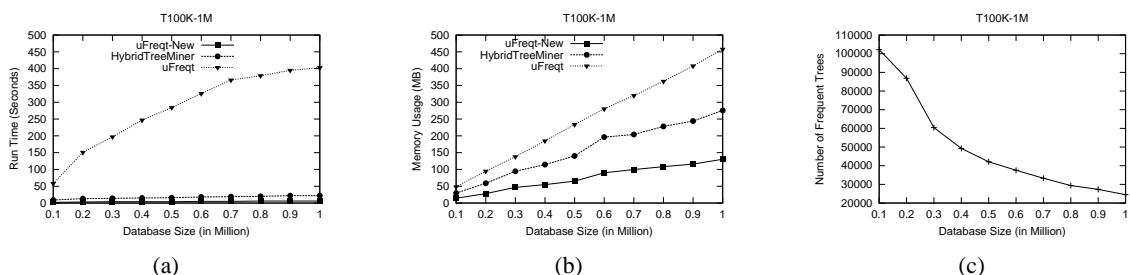 T100K-1M
Run Time (Seconds)
500
450
400
350
300
250
200
150
100
50
0
uFreqt-New
HybridTreeMiner
uFreqt
0.1 0.2 0.3 0.4 0.5 0.6 0.7 0.8 0.9 1
Database Size (in Million)
(a)
T100K-1M
Memory Usage (MB)
500
450
400
350
300
250
200
150
100
50
0
uFreqt-New
HybridTreeMiner
uFreqt
0.1 0.2 0.3 0.4 0.5 0.6 0.7 0.8 0.9 1
Database Size (in Million)
(b)
T100K-1M
Number of Frequent Trees
110000
100000
90000
80000
70000
60000
50000
40000
30000
20000
0.1 0.2 0.3 0.4 0.5 0.6 0.7 0.8 0.9 1
Database Size (in Million)
(c)